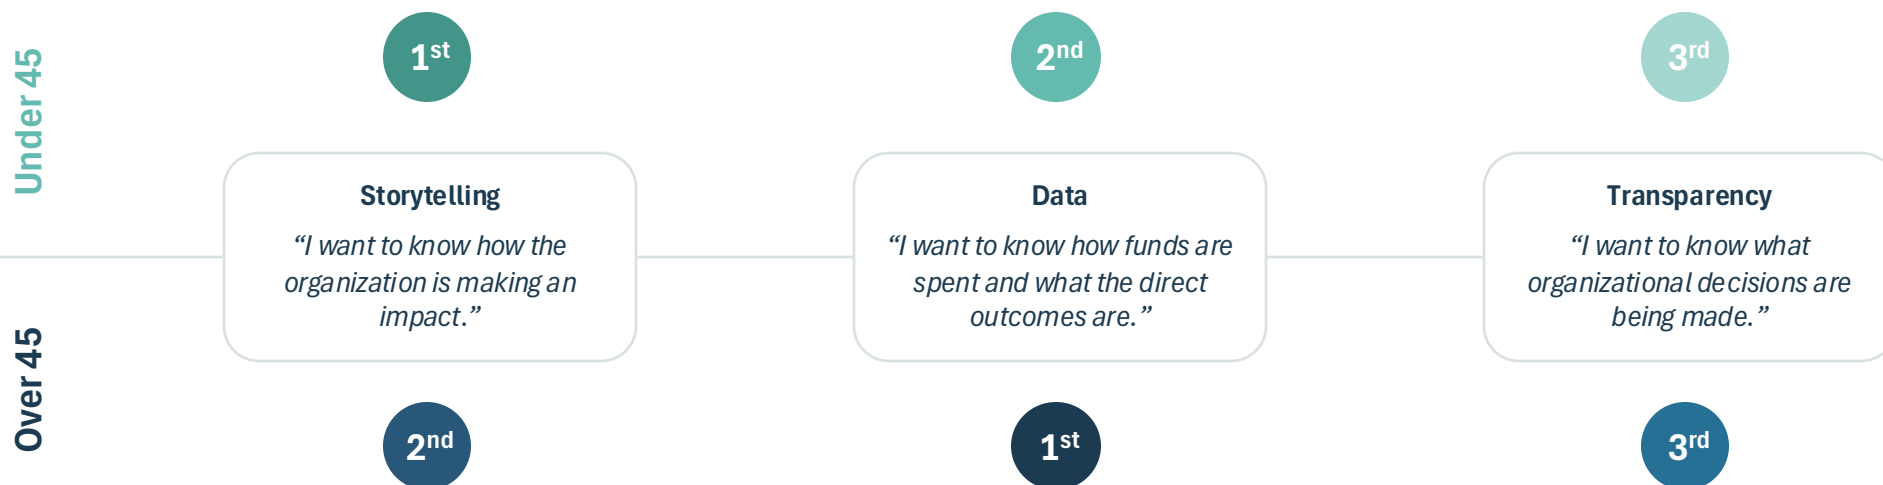 Under 45
1st
2nd
3rd
Storytelling
“I want to know how the
organization is making an
impact.”
Data
“I want to know how funds are
spent and what the direct
outcomes are.”
Transparency
“I want to know what
organizational decisions are
being made.”
Over 45
2nd
1st
3rd